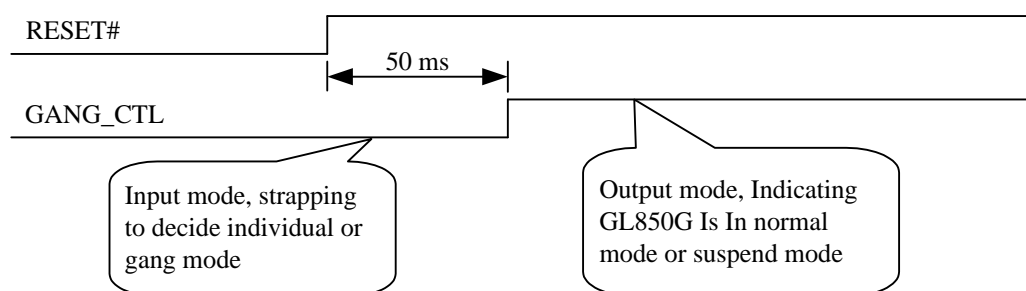 RESET#
50 ms
GANG_CTL
Input mode, strapping
to decide individual or
gang mode
Output mode, Indicating
GL850G Is In normal
mode or suspend mode